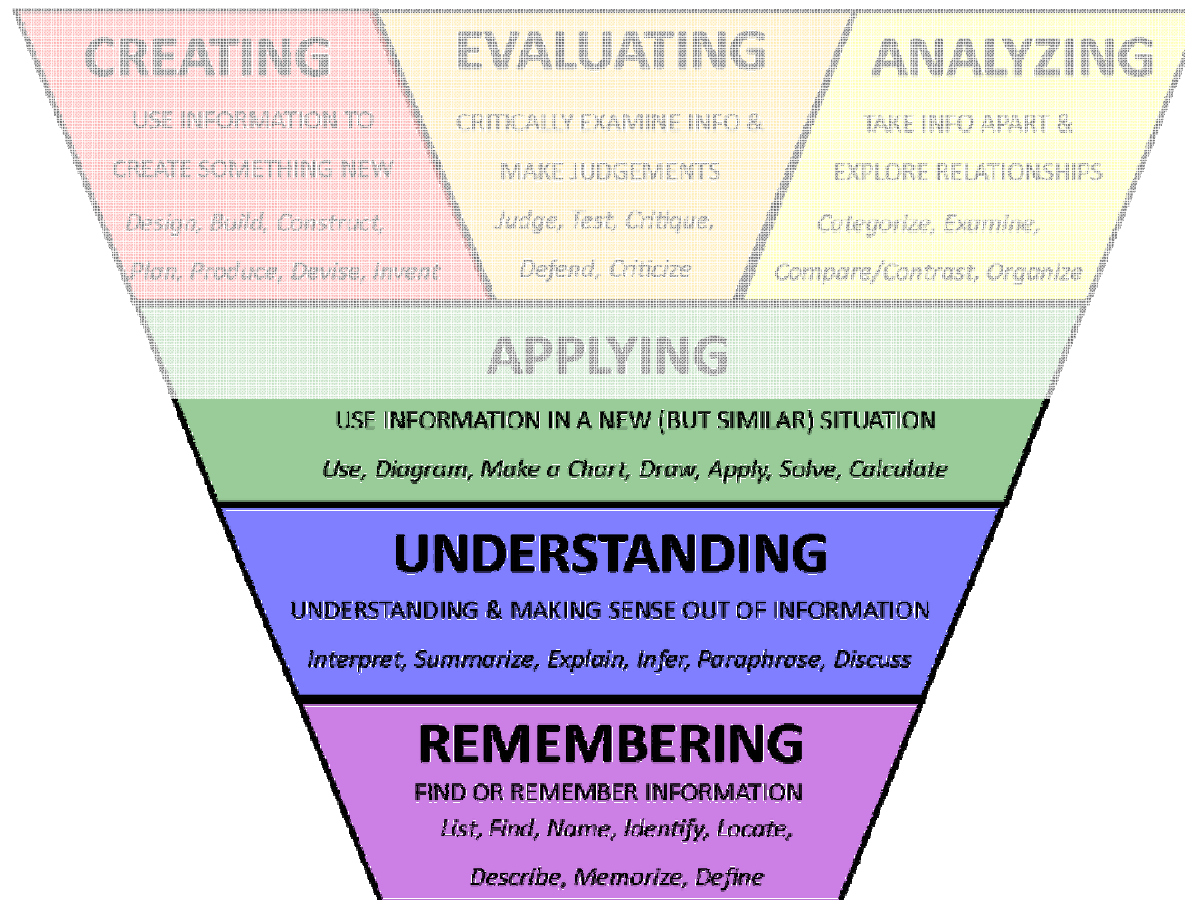 CREATING
USE INFORMATION TO
CREATE SOMETHING NEW
Design, Build, Construct,
Plan, Produce, Devise, Invent
EVALUATING
CRITICALLY EXAMINE INFO &
MAKE JUDGEMENTS
Judge, Test, Critique,
Defend, Criticize
ANALYZING
TAKE INFO APART &
EXPLORE RELATIONSHIPS
Categorize, Examine,
Compare/Contrast, Organize
APPLYING
USE INFORMATION IN A NEW (BUT SIMILAR) SITUATION
Use, Diagram, Make a Chart, Draw, Apply, Solve, Calculate
UNDERSTANDING
UNDERSTANDING & MAKING SENSE OUT OF INFORMATION
Interpret, Summarize, Explain, Infer, Paraphrase, Discuss
REMEMBERING
FIND OR REMEMBER INFORMATION
List, Find, Name, Identify, Locate,
Describe, Memorize, Define